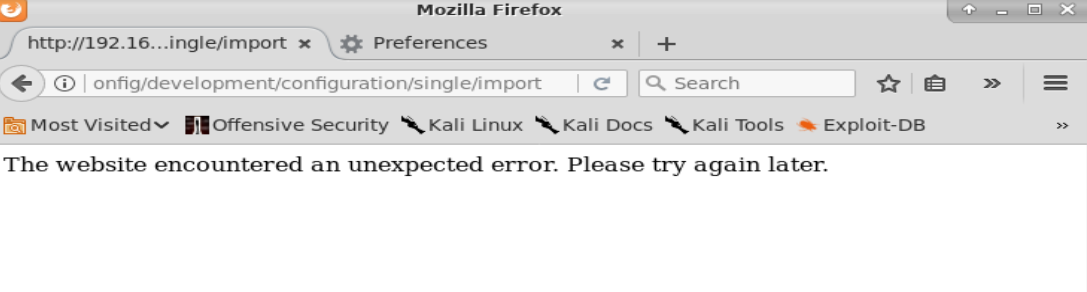 Mozilla Firefox
http://192.16...ingle/import Preferences
onfig/development/configuration/single/import Search
Most Visited Offensive Security Kali Linux Kali Docs Kali Tools Exploit-DB
The website encountered an unexpected error. Please try again later.